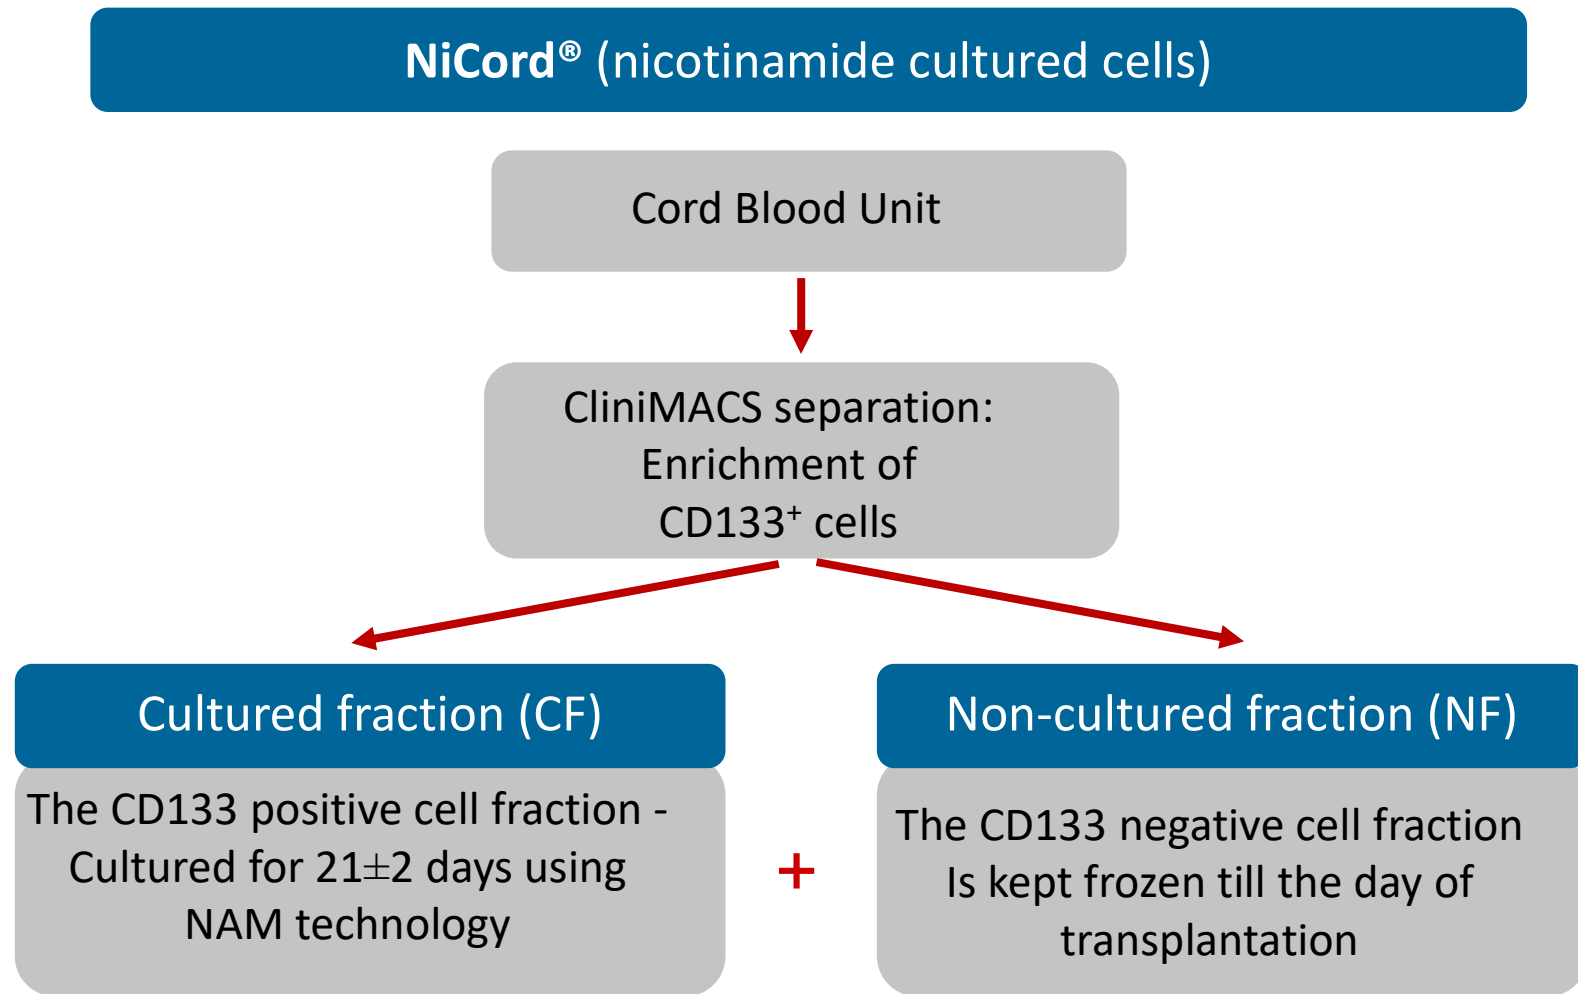 NiCord® (nicotinamide cultured cells)
Cord Blood Unit
CliniMACS separation:
Enrichment of
CD133⁺ cells
Cultured fraction (CF)
The CD133 positive cell fraction -
Cultured for 21±2 days using
NAM technology
+
Non-cultured fraction (NF)
The CD133 negative cell fraction
Is kept frozen till the day of
transplantation